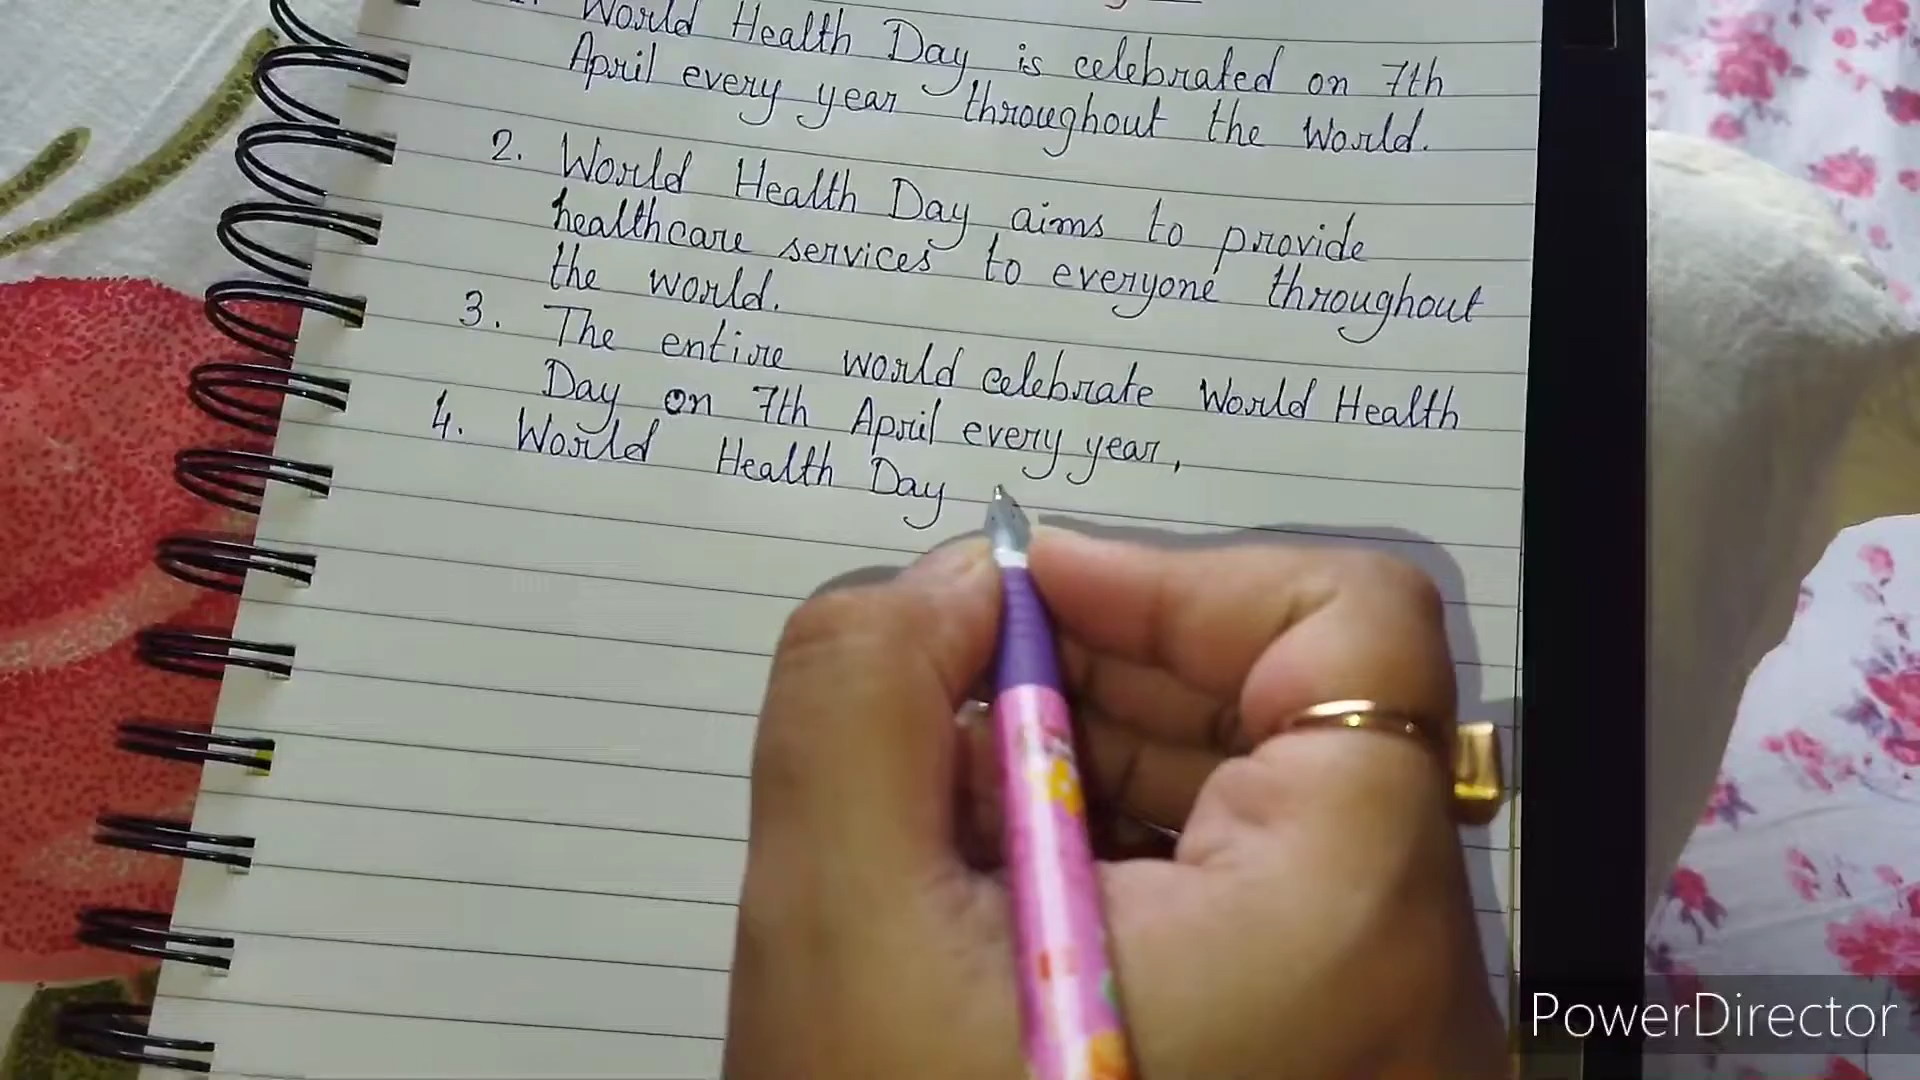 1. World Health Day is celebrated on 7th
April every year throughout the World.
2. World Health Day aims to provide
healthcare services to everyone throughout
the world.
3. The entire world celebrate World Health
Day on 7th April every year,
4. World Health Day
PowerDirector